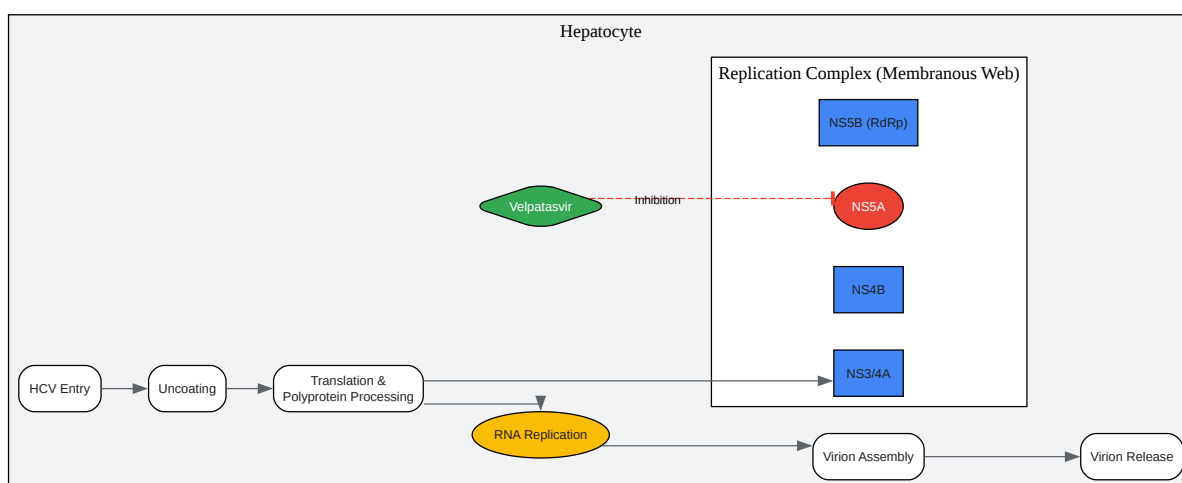 Hepatocyte
Replication Complex (Membranous Web)
NS5B (RdRp)
Velpatasvir
Inhibition
NS5A
NS4B
HCV Entry
Uncoating
Translation &
Polyprotein Processing
NS3/4A
RNA Replication
Virion Assembly
Virion Release